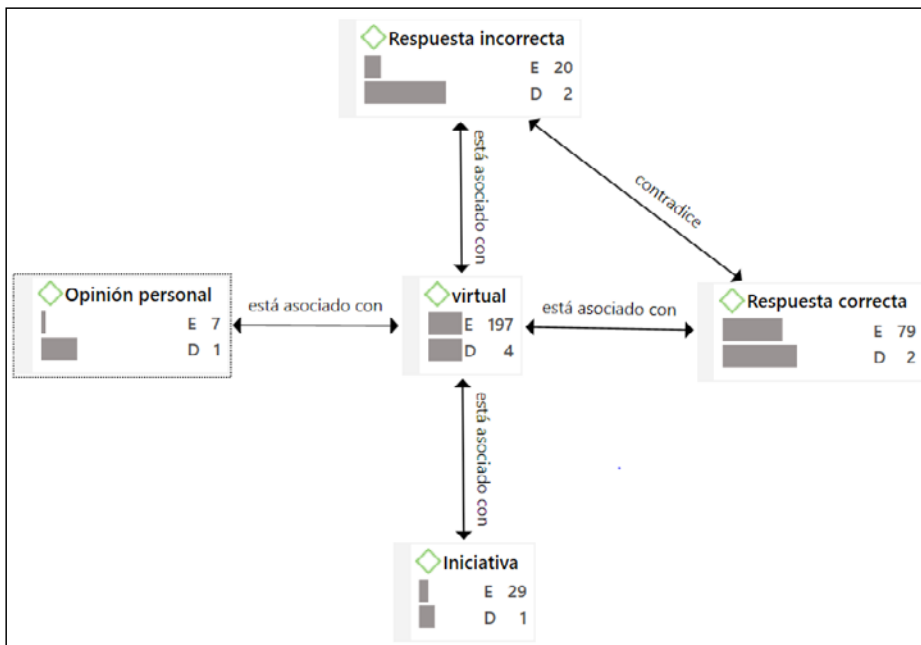 Respuesta incorrecta
E 20
D 2
está asociado con
contradice
Opinión personal
E 7
D 1
está asociado con
virtual
E 197
D 4
está asociado con
Respuesta correcta
E 79
D 2
está asociado con
Iniciativa
E 29
D 1